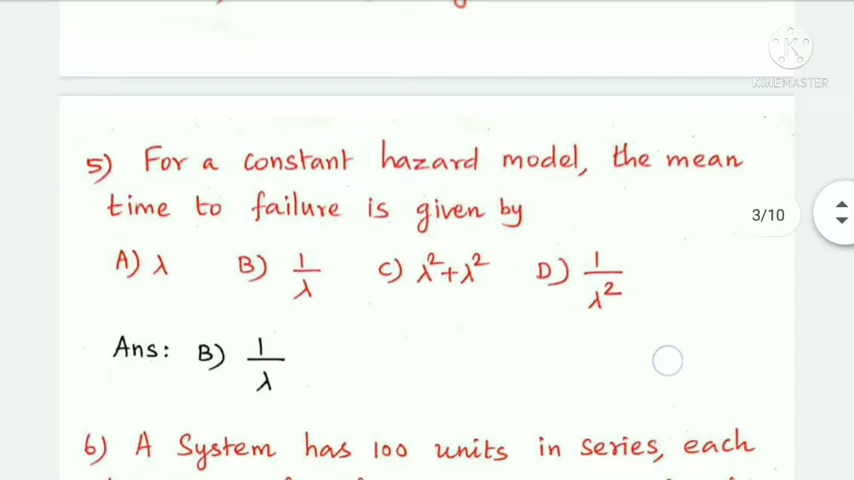 KINEMASTER
5) For a constant hazard model, the mean
time to failure is given by
3/10
A) λ B) 1/λ C) λ²+λ² D) 1/λ²
Ans: B) 1/λ
6) A System has 100 units in series, each